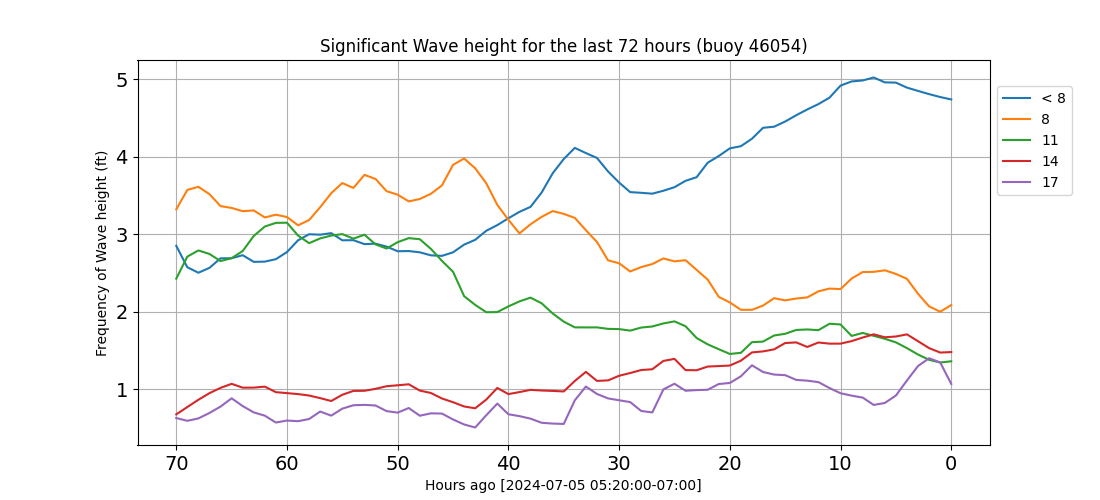 Significant Wave height for the last 72 hours (buoy 46054)
Frequency of Wave height (ft)
5
4
3
2
1
70 60 50 40 30 20 10 0
Hours ago [2024-07-05 05:20:00-07:00]
< 8
8
11
14
17